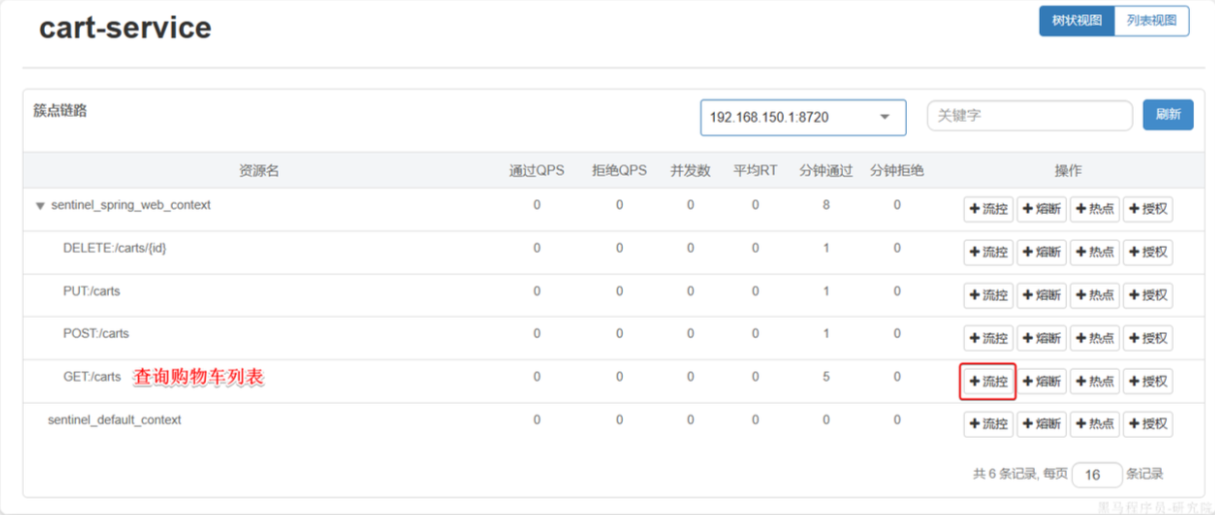 cart-service
树状视图 列表视图
簇点链路 192.168.150.1:8720 关键字 刷新
资源名 通过QPS 拒绝QPS 并发数 平均RT 分钟通过 分钟拒绝 操作
sentinel_spring_web_context 0 0 0 0 8 0 +流控 +熔断 +热点 +授权
DELETE:/carts/{id} 0 0 0 0 1 0 +流控 +熔断 +热点 +授权
PUT:/carts 0 0 0 0 1 0 +流控 +熔断 +热点 +授权
POST:/carts 0 0 0 0 1 0 +流控 +熔断 +热点 +授权
GET:/carts 查询购物车列表 0 0 0 0 5 0 +流控 +熔断 +热点 +授权
sentinel_default_context 0 0 0 0 0 0 +流控 +熔断 +热点 +授权
共 6 条记录, 每页 16 条记录
黑马程序员-研究院